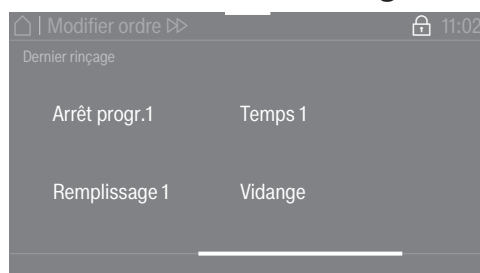 | Modifier ordre 11:02
Dernier rinçage
Arrêt progr.1 Temps 1
Remplissage 1 Vidange